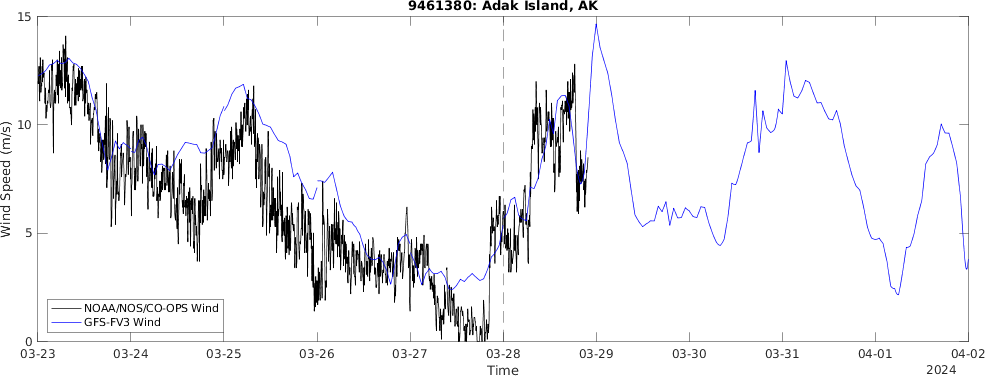 9461380: Adak Island, AK
Wind Speed (m/s)
15
10
5
0
NOAA/NOS/CO-OPS Wind
GFS-FV3 Wind
03-23 03-24 03-25 03-26 03-27 03-28 03-29 03-30 03-31 04-01 04-02
Time
2024